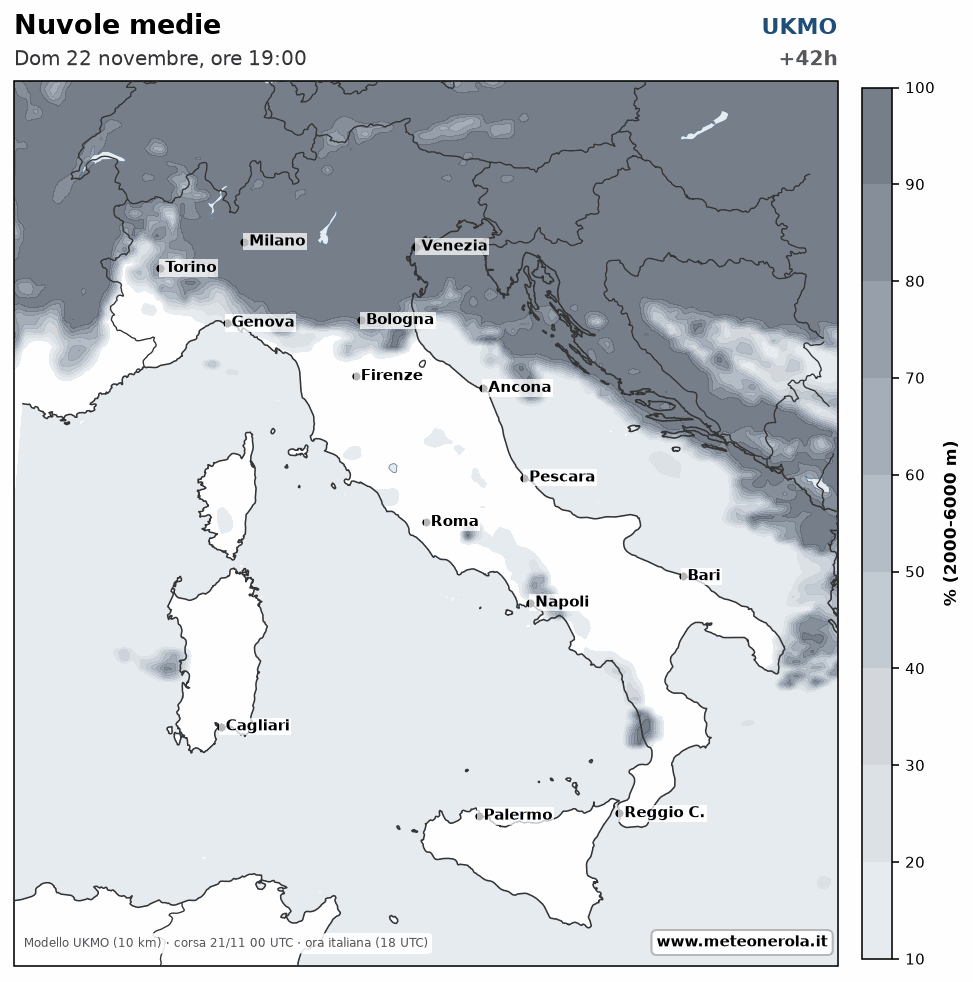 Nuvole medie
UKMO
Dom 22 novembre, ore 19:00
+42h
Milano
Venezia
Torino
Genova
Bologna
Firenze
Ancona
Pescara
Roma
Bari
Napoli
Cagliari
Palermo
Reggio C.
Modello UKMO (10 km) · corsa 21/11 00 UTC · ora italiana (18 UTC)
www.meteonerola.it
100
90
80
70
60
50
40
30
20
10
% (2000-6000 m)